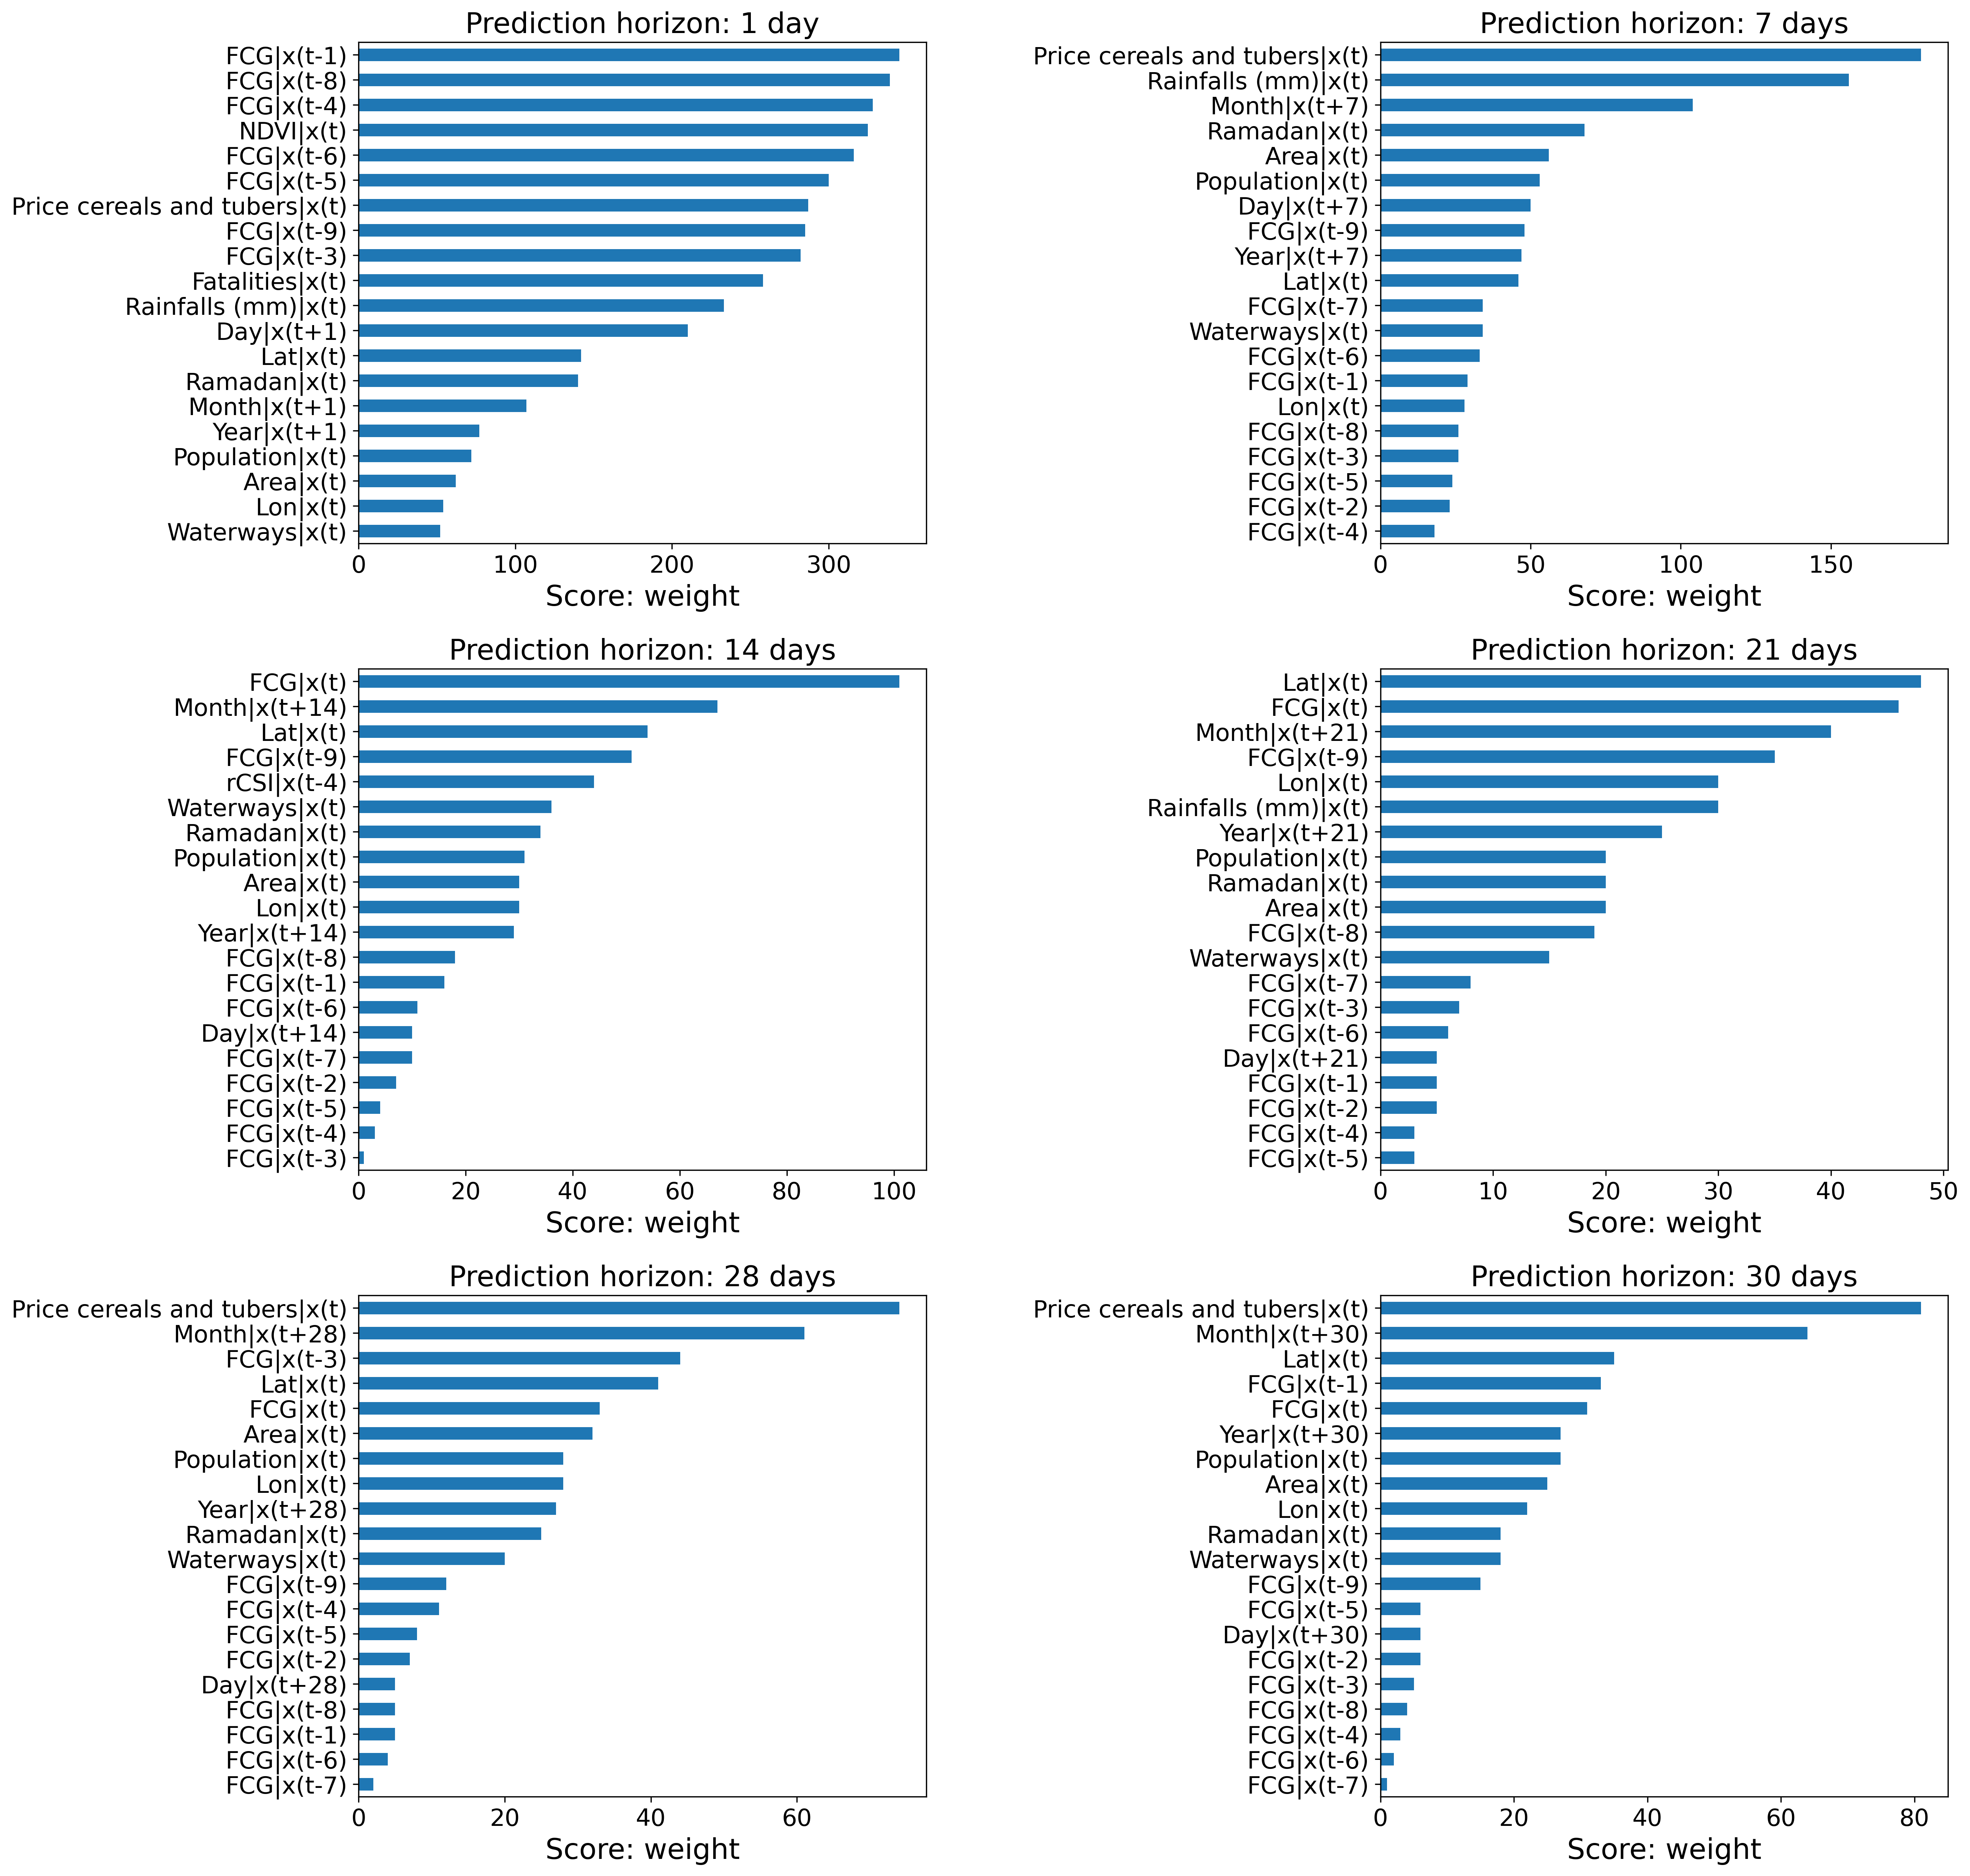 Prediction horizon: 1 day
FCG|x(t-1)
FCG|x(t-8)
FCG|x(t-4)
NDVI|x(t)
FCG|x(t-6)
FCG|x(t-5)
Price cereals and tubers|x(t)
FCG|x(t-9)
FCG|x(t-3)
Fatalities|x(t)
Rainfalls (mm)|x(t)
Day|x(t+1)
Lat|x(t)
Ramadan|x(t)
Month|x(t+1)
Year|x(t+1)
Population|x(t)
Area|x(t)
Lon|x(t)
Waterways|x(t)
0 100 200 300
Score: weight
Prediction horizon: 7 days
Price cereals and tubers|x(t)
Rainfalls (mm)|x(t)
Month|x(t+7)
Ramadan|x(t)
Area|x(t)
Population|x(t)
Day|x(t+7)
FCG|x(t-9)
Year|x(t+7)
Lat|x(t)
FCG|x(t-7)
Waterways|x(t)
FCG|x(t-6)
FCG|x(t-1)
Lon|x(t)
FCG|x(t-8)
FCG|x(t-3)
FCG|x(t-5)
FCG|x(t-2)
FCG|x(t-4)
0 50 100 150
Score: weight
Prediction horizon: 14 days
FCG|x(t)
Month|x(t+14)
Lat|x(t)
FCG|x(t-9)
rCSI|x(t-4)
Waterways|x(t)
Ramadan|x(t)
Population|x(t)
Area|x(t)
Lon|x(t)
Year|x(t+14)
FCG|x(t-8)
FCG|x(t-1)
FCG|x(t-6)
Day|x(t+14)
FCG|x(t-7)
FCG|x(t-2)
FCG|x(t-5)
FCG|x(t-4)
FCG|x(t-3)
0 20 40 60 80 100
Score: weight
Prediction horizon: 21 days
Lat|x(t)
FCG|x(t)
Month|x(t+21)
FCG|x(t-9)
Lon|x(t)
Rainfalls (mm)|x(t)
Year|x(t+21)
Population|x(t)
Ramadan|x(t)
Area|x(t)
FCG|x(t-8)
Waterways|x(t)
FCG|x(t-7)
FCG|x(t-3)
FCG|x(t-6)
Day|x(t+21)
FCG|x(t-1)
FCG|x(t-2)
FCG|x(t-4)
FCG|x(t-5)
0 10 20 30 40 50
Score: weight
Prediction horizon: 28 days
Price cereals and tubers|x(t)
Month|x(t+28)
FCG|x(t-3)
Lat|x(t)
FCG|x(t)
Area|x(t)
Population|x(t)
Lon|x(t)
Year|x(t+28)
Ramadan|x(t)
Waterways|x(t)
FCG|x(t-9)
FCG|x(t-4)
FCG|x(t-5)
FCG|x(t-2)
Day|x(t+28)
FCG|x(t-8)
FCG|x(t-1)
FCG|x(t-6)
FCG|x(t-7)
0 20 40 60
Score: weight
Prediction horizon: 30 days
Price cereals and tubers|x(t)
Month|x(t+30)
Lat|x(t)
FCG|x(t-1)
FCG|x(t)
Year|x(t+30)
Population|x(t)
Area|x(t)
Lon|x(t)
Ramadan|x(t)
Waterways|x(t)
FCG|x(t-9)
FCG|x(t-5)
Day|x(t+30)
FCG|x(t-2)
FCG|x(t-3)
FCG|x(t-8)
FCG|x(t-4)
FCG|x(t-6)
FCG|x(t-7)
0 20 40 60 80
Score: weight